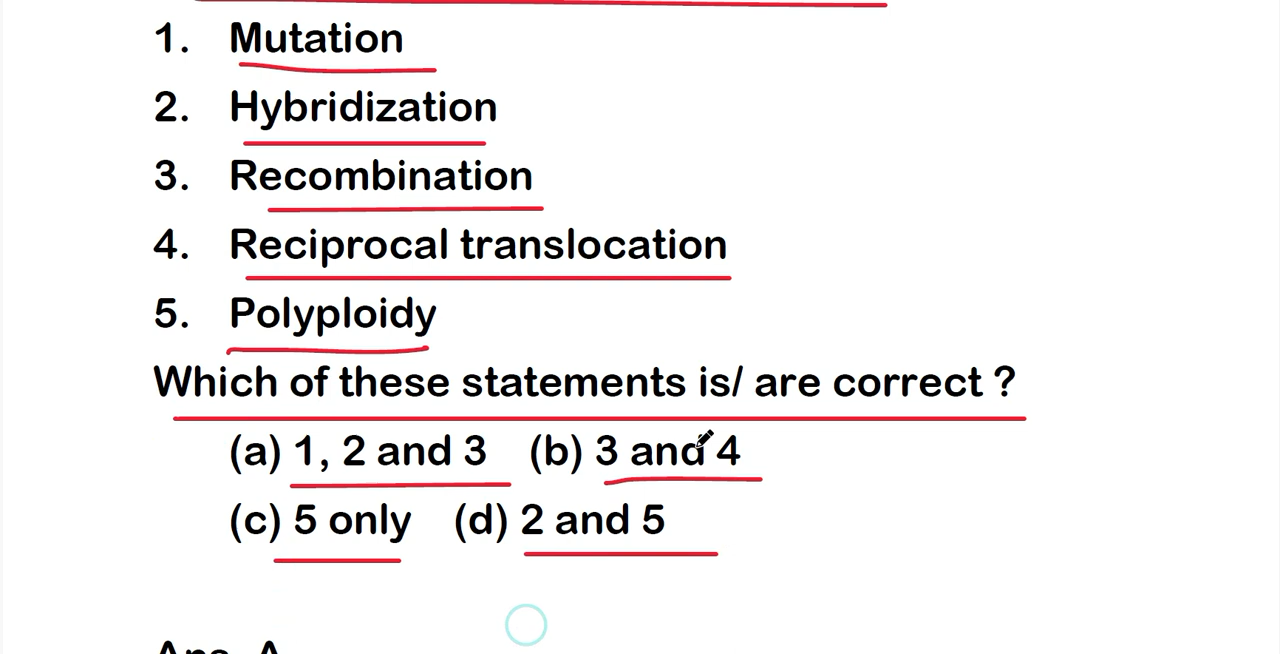 1. Mutation
2. Hybridization
3. Recombination
4. Reciprocal translocation
5. Polyploidy
Which of these statements is/ are correct ?
(a) 1, 2 and 3 (b) 3 and 4
(c) 5 only (d) 2 and 5
Ans. A